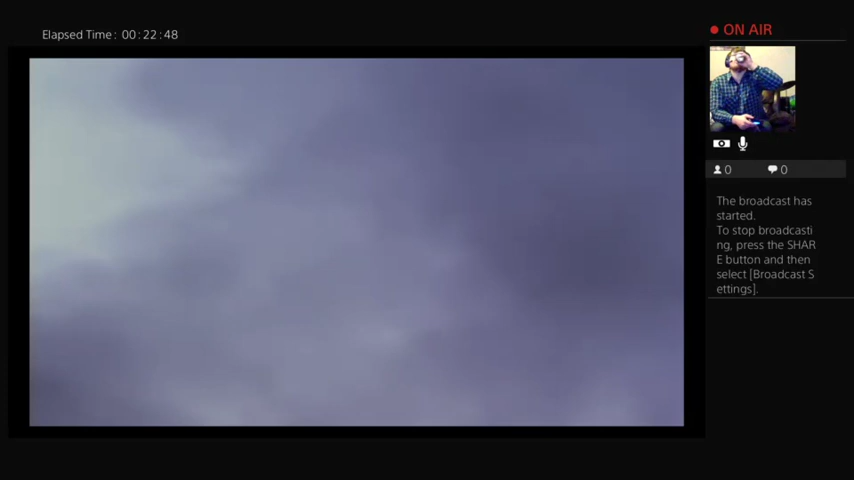 Elapsed Time: 00:22:48
ON AIR
0
0
The broadcast has
started.
To stop broadcasti
ng, press the SHAR
E button and then
select [Broadcast S
ettings].